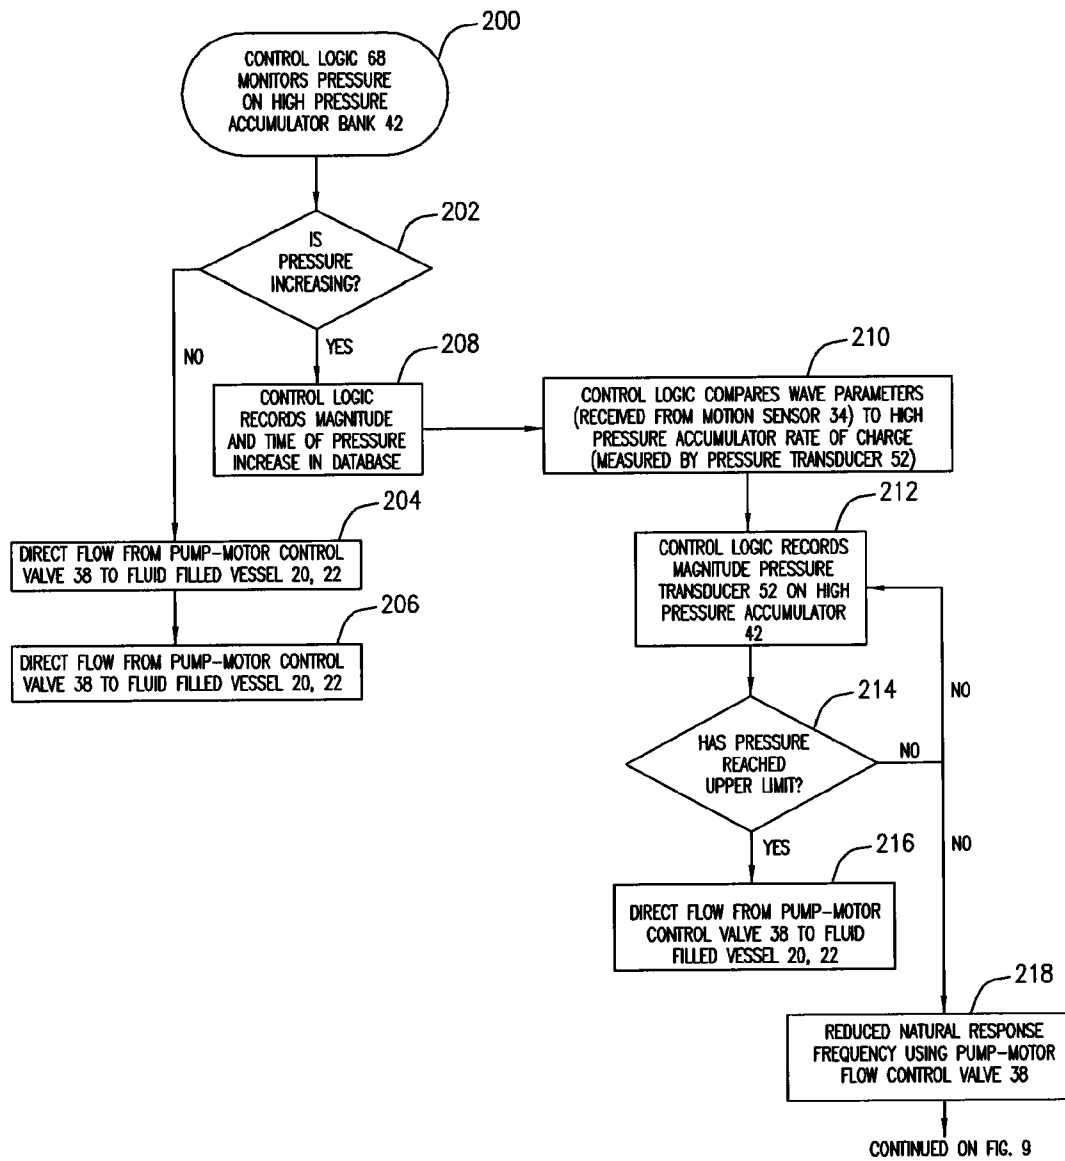 200
CONTROL LOGIC 68
MONITORS PRESSURE
ON HIGH PRESSURE
ACCUMULATOR BANK 42
202
IS
PRESSURE
INCREASING?
NO
YES
208
CONTROL LOGIC
RECORDS MAGNITUDE
AND TIME OF PRESSURE
INCREASE IN DATABASE
210
CONTROL LOGIC COMPARES WAVE PARAMETERS
(RECEIVED FROM MOTION SENSOR 34) TO HIGH
PRESSURE ACCUMULATOR RATE OF CHARGE
(MEASURED BY PRESSURE TRANSDUCER 52)
204
DIRECT FLOW FROM PUMP-MOTOR CONTROL
VALVE 38 TO FLUID FILLED VESSEL 20, 22
206
DIRECT FLOW FROM PUMP-MOTOR CONTROL
VALVE 38 TO FLUID FILLED VESSEL 20, 22
212
CONTROL LOGIC RECORDS
MAGNITUDE PRESSURE
TRANSDUCER 52 ON HIGH
PRESSURE ACCUMULATOR
42
214
HAS PRESSURE
REACHED
UPPER LIMIT?
NO
NO
NO
YES
216
DIRECT FLOW FROM PUMP-MOTOR
CONTROL VALVE 38 TO FLUID
FILLED VESSEL 20, 22
218
REDUCED NATURAL RESPONSE
FREQUENCY USING PUMP-MOTOR
FLOW CONTROL VALVE 38
CONTINUED ON FIG. 9